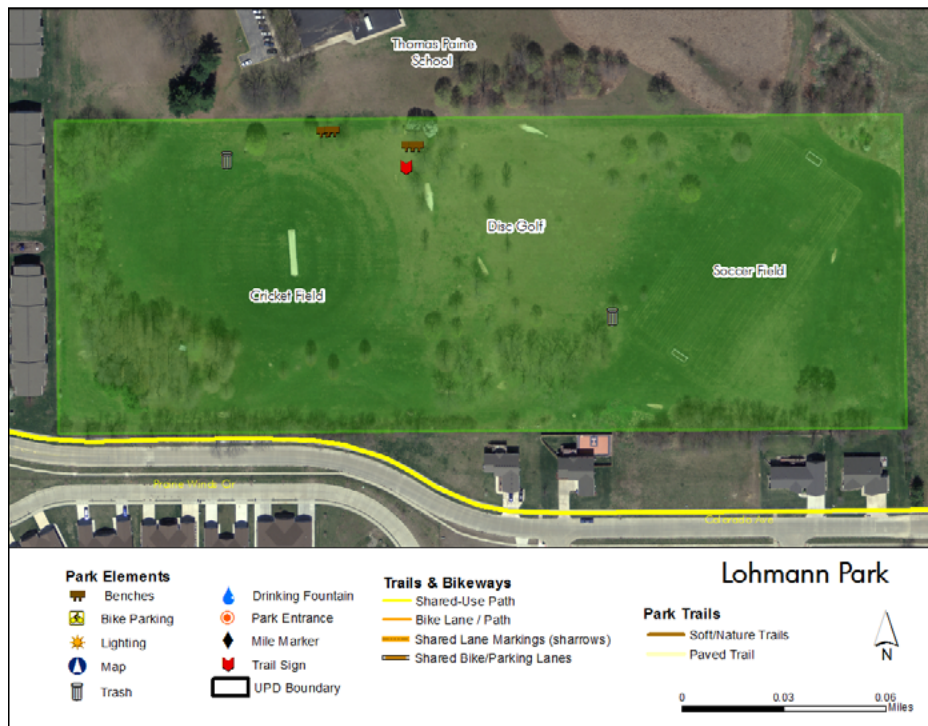 Thomas Paine
School
Disc Golf
Soccer Field
Cricket Field
Prairie Winds Cir
Colorado Ave
Park Elements
Benches
Bike Parking
Lighting
Map
Trash
Drinking Fountain
Park Entrance
Mile Marker
Trail Sign
UPD Boundary
Trails & Bikeways
Shared-Use Path
Bike Lane / Path
Shared Lane Markings (sharrows)
Shared Bike/Parking Lanes
Lohmann Park
Park Trails
Soft/Nature Trails
Paved Trail
N
0 0.03 0.06
Miles